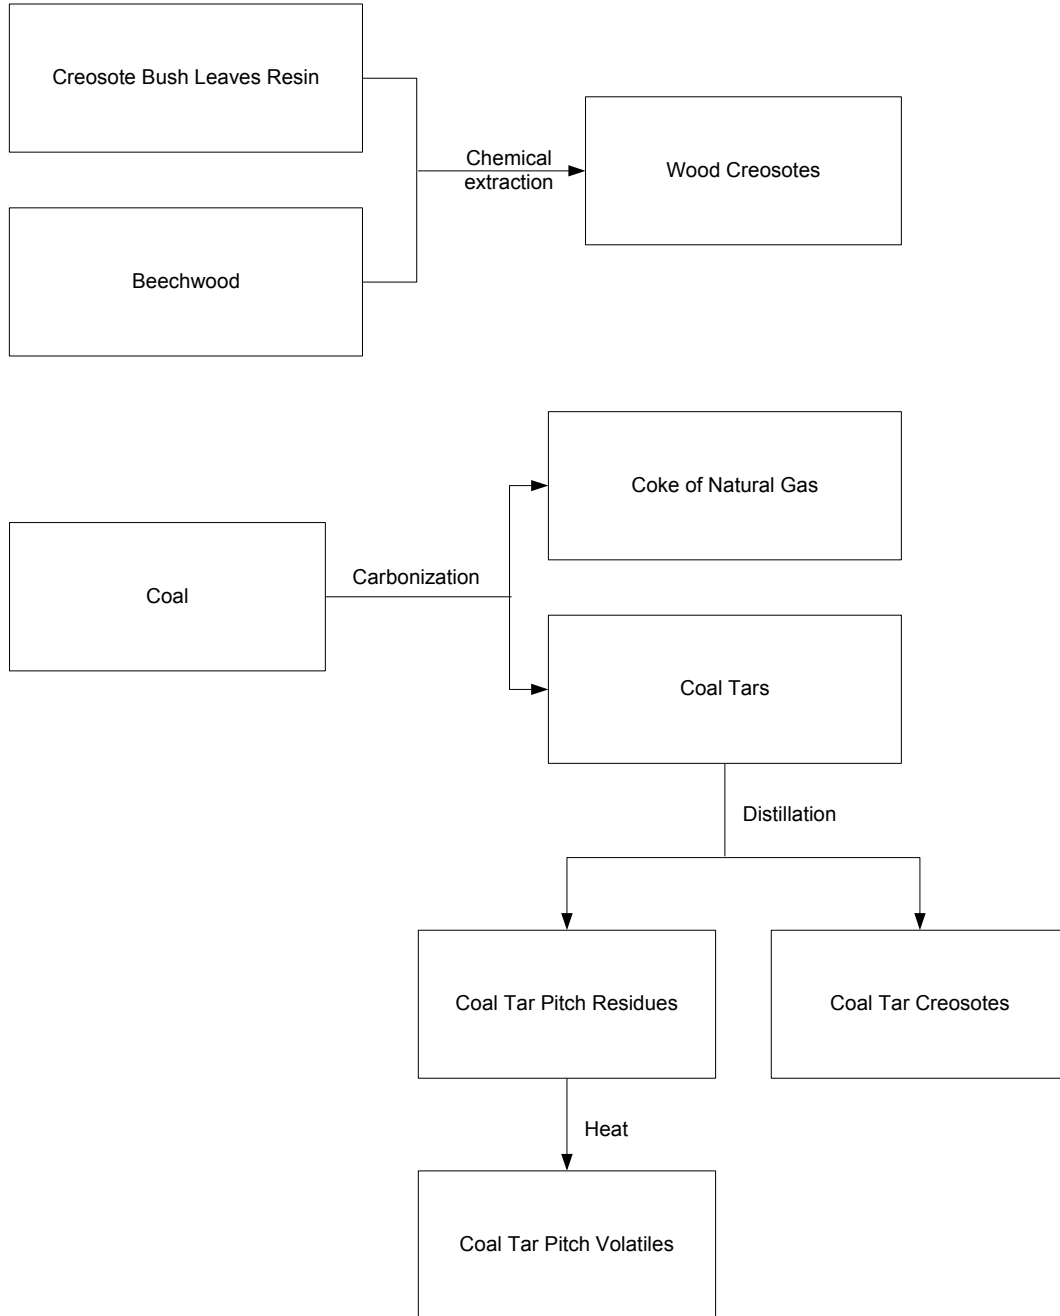 Creosote Bush Leaves Resin
Chemical
extraction
Wood Creosotes
Beechwood
Coke of Natural Gas
Carbonization
Coal
Coal Tars
Distillation
Coal Tar Pitch Residues
Coal Tar Creosotes
Heat
Coal Tar Pitch Volatiles